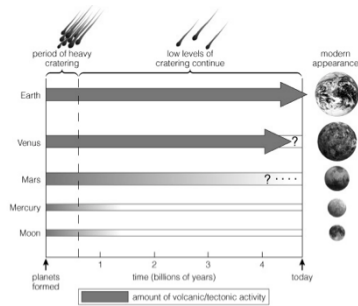 period of heavy
cratering
low levels of
cratering continue
modern
appearance
Earth
Venus
?
Mars
? ····
Mercury
Moon
1
2
3
4
planets
formed
time (billions of years)
today
amount of volcanic/tectonic activity